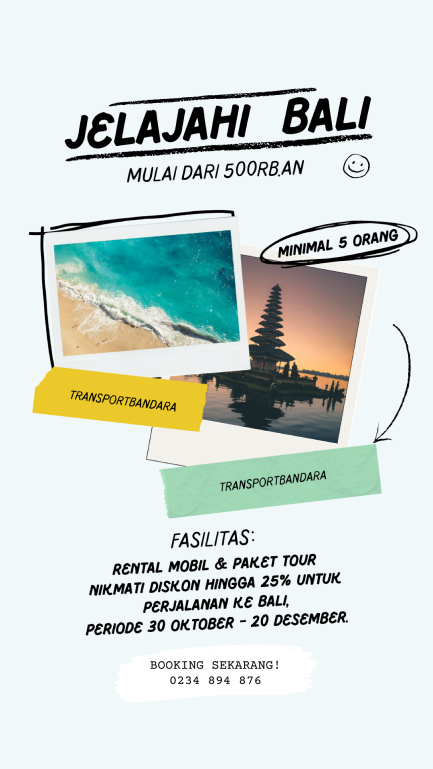 JELAJAHI BALI
MULAI DARI 500RB.AN
MINIMAL 5 ORANG
TRANSPORTBANDARA
TRANSPORTBANDARA
FASILITAS:
RENTAL MOBIL & PAKET TOUR
NIKMATI DISKON HINGGA 25% UNTUK
PERJALANAN KE BALI,
PERIODE 30 OKTOBER - 20 DESEMBER.
BOOKING SEKARANG!
0234 894 876